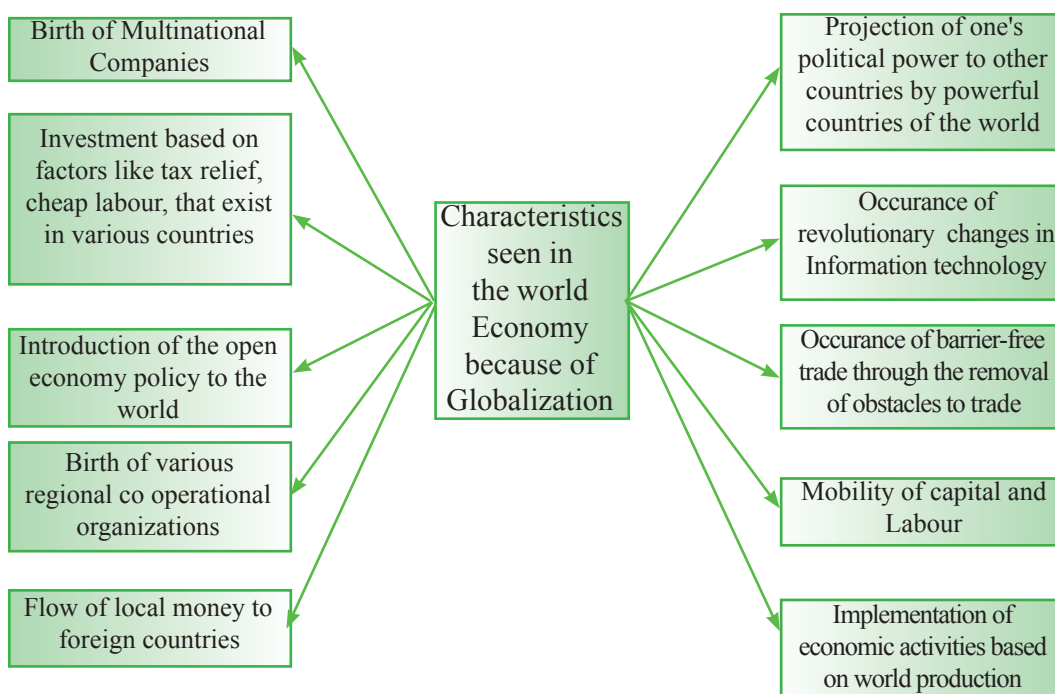 Birth of Multinational
Companies
Investment based on
factors like tax relief,
cheap labour, that exist
in various countries
Introduction of the open
economy policy to the
world
Birth of various
regional co operational
organizations
Flow of local money to
foreign countries
Characteristics
seen in
the world
Economy
because of
Globalization
Projection of one's
political power to other
countries by powerful
countries of the world
Occurance of
revolutionary changes in
Information technology
Occurance of barrier-free
trade through the removal
of obstacles to trade
Mobility of capital and
Labour
Implementation of
economic activities based
on world production